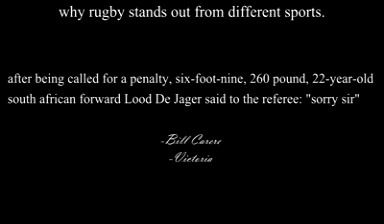 why rugby stands out from different sports.
after being called for a penalty, six-foot-nine, 260 pound, 22-year-old
south african forward Lood De Jager said to the referee: "sorry sir"
-Bill Carere
-Victoria